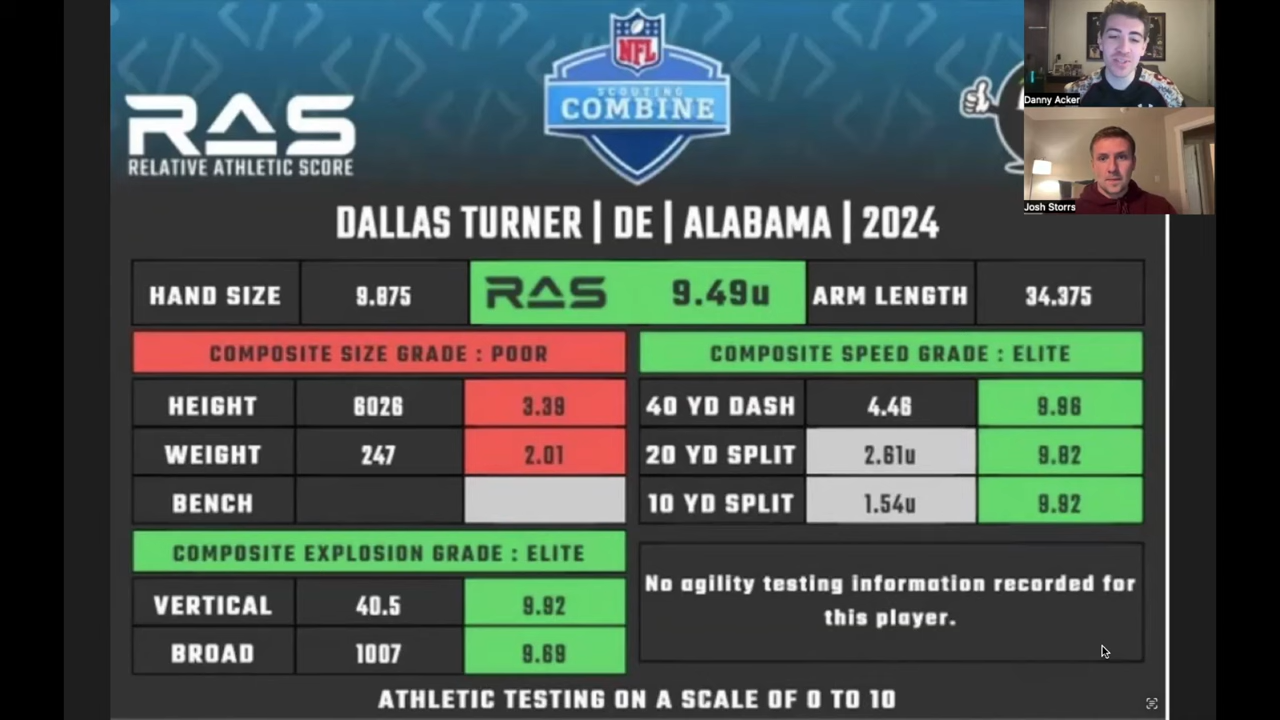 NFL
SCOUTING
COMBINE
RAS
RELATIVE ATHLETIC SCORE
Danny Acker
Josh Storrs
DALLAS TURNER | DE | ALABAMA | 2024
HAND SIZE 9.875 RAS 9.49u ARM LENGTH 34.375
COMPOSITE SIZE GRADE : POOR
HEIGHT 6026 3.39
WEIGHT 247 2.01
BENCH
COMPOSITE SPEED GRADE : ELITE
40 YD DASH 4.46 9.96
20 YD SPLIT 2.61u 9.82
10 YD SPLIT 1.54u 9.92
COMPOSITE EXPLOSION GRADE : ELITE
VERTICAL 40.5 9.92
BROAD 1007 9.69
No agility testing information recorded for
this player.
ATHLETIC TESTING ON A SCALE OF 0 TO 10